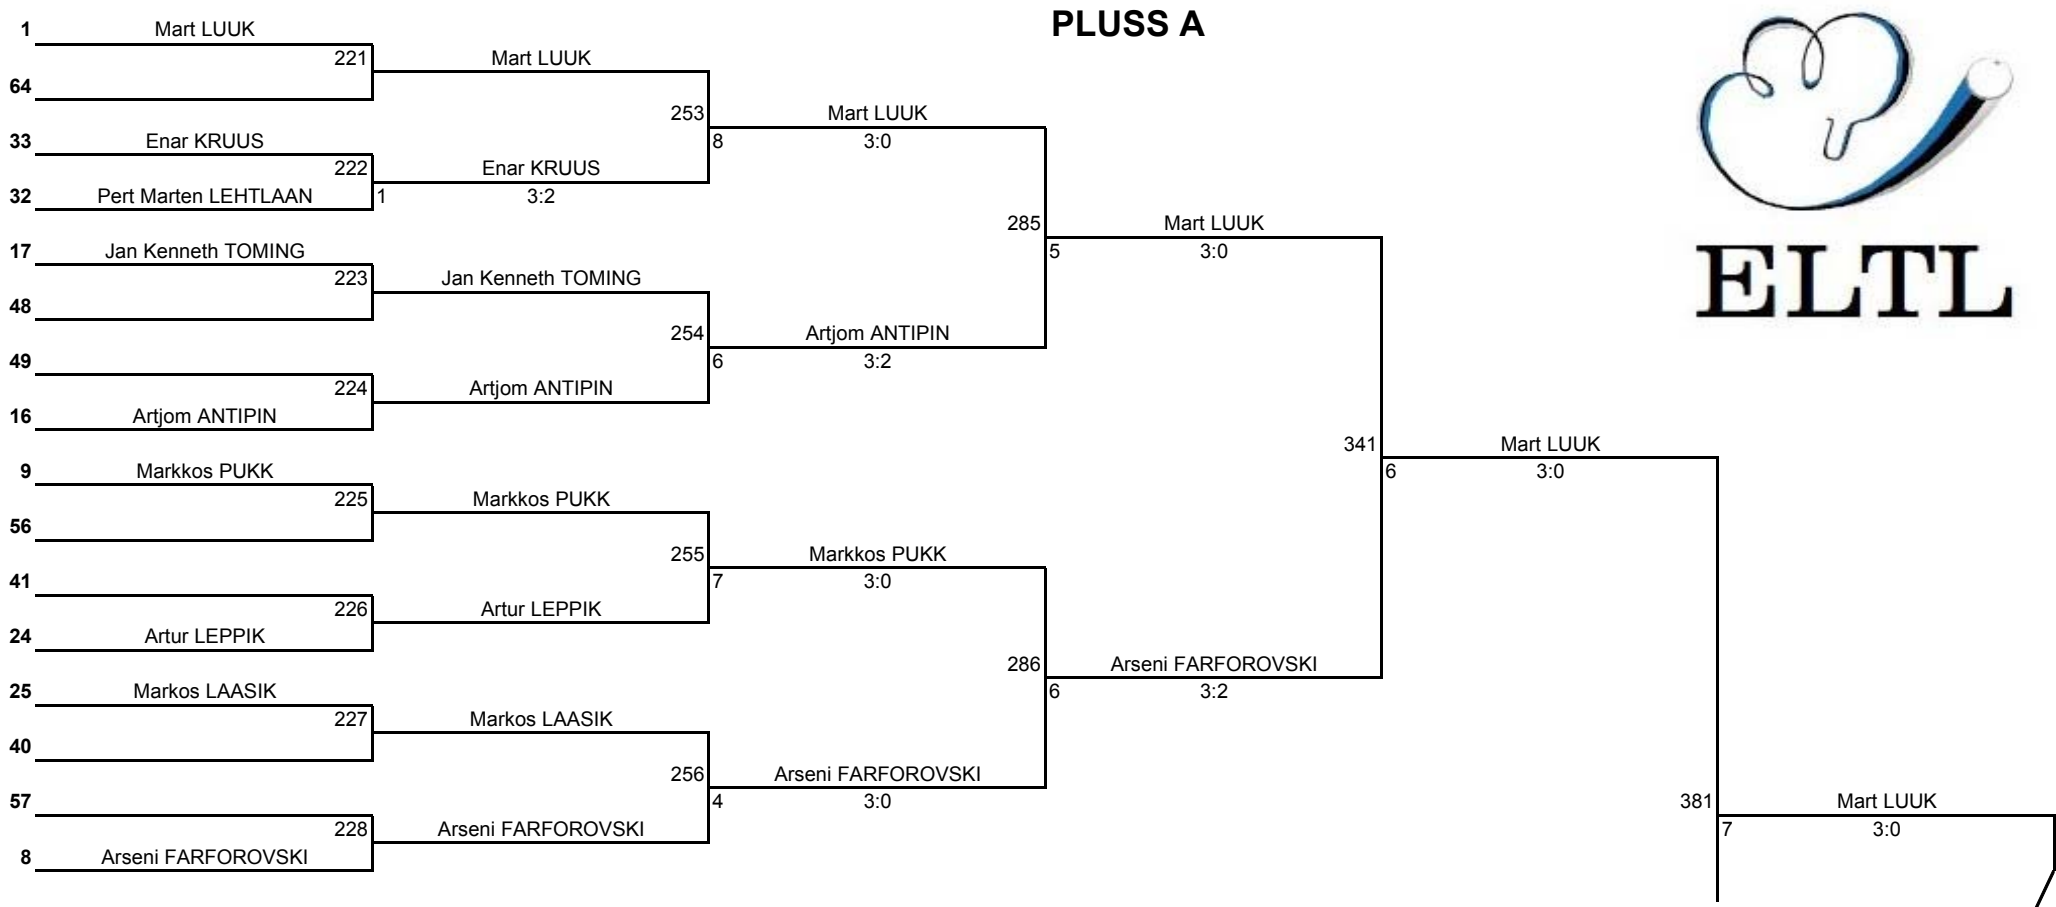 PLUSS A
1 Mart LUUK
221 Mart LUUK
64
253 Mart LUUK
33 Enar KRUUS
8 3:0
222 Enar KRUUS
32 Pert Marten LEHTLAAN 1 3:2
285 Mart LUUK
17 Jan Kenneth TOMING
5 3:0
223 Jan Kenneth TOMING
48
254 Artjom ANTIPIN
49
6 3:2
224 Artjom ANTIPIN
16 Artjom ANTIPIN
341 Mart LUUK
9 Markkos PUKK
6 3:0
225 Markkos PUKK
56
255 Markkos PUKK
41
7 3:0
226 Artur LEPPIK
24 Artur LEPPIK
286 Arseni FARFOROVSKI
25 Markos LAASIK
6 3:2
227 Markos LAASIK
40
256 Arseni FARFOROVSKI
57
4 3:0
381 Mart LUUK
228 Arseni FARFOROVSKI
7 3:0
8 Arseni FARFOROVSKI
ELTL